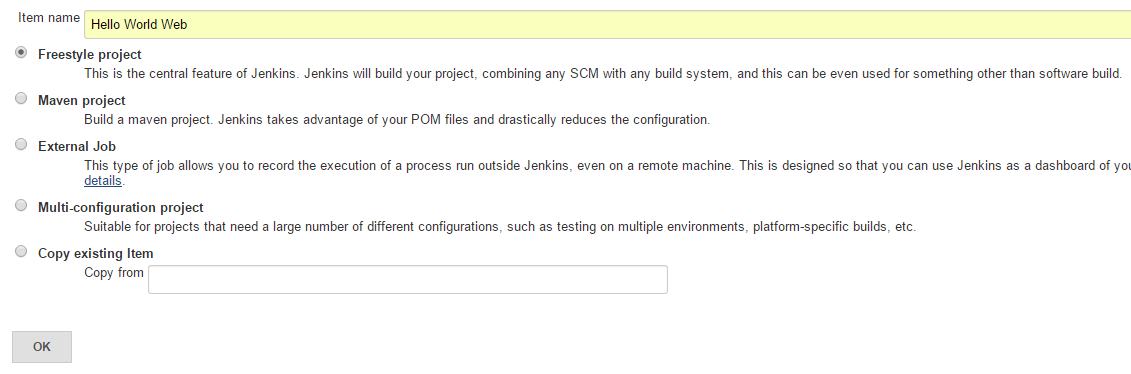 Item name Hello World Web
Freestyle project
This is the central feature of Jenkins. Jenkins will build your project, combining any SCM with any build system, and this can be even used for something other than software build.
Maven project
Build a maven project. Jenkins takes advantage of your POM files and drastically reduces the configuration.
External Job
This type of job allows you to record the execution of a process run outside Jenkins, even on a remote machine. This is designed so that you can use Jenkins as a dashboard of
details.
Multi-configuration project
Suitable for projects that need a large number of different configurations, such as testing on multiple environments, platform-specific builds, etc.
Copy existing Item
Copy from
OK